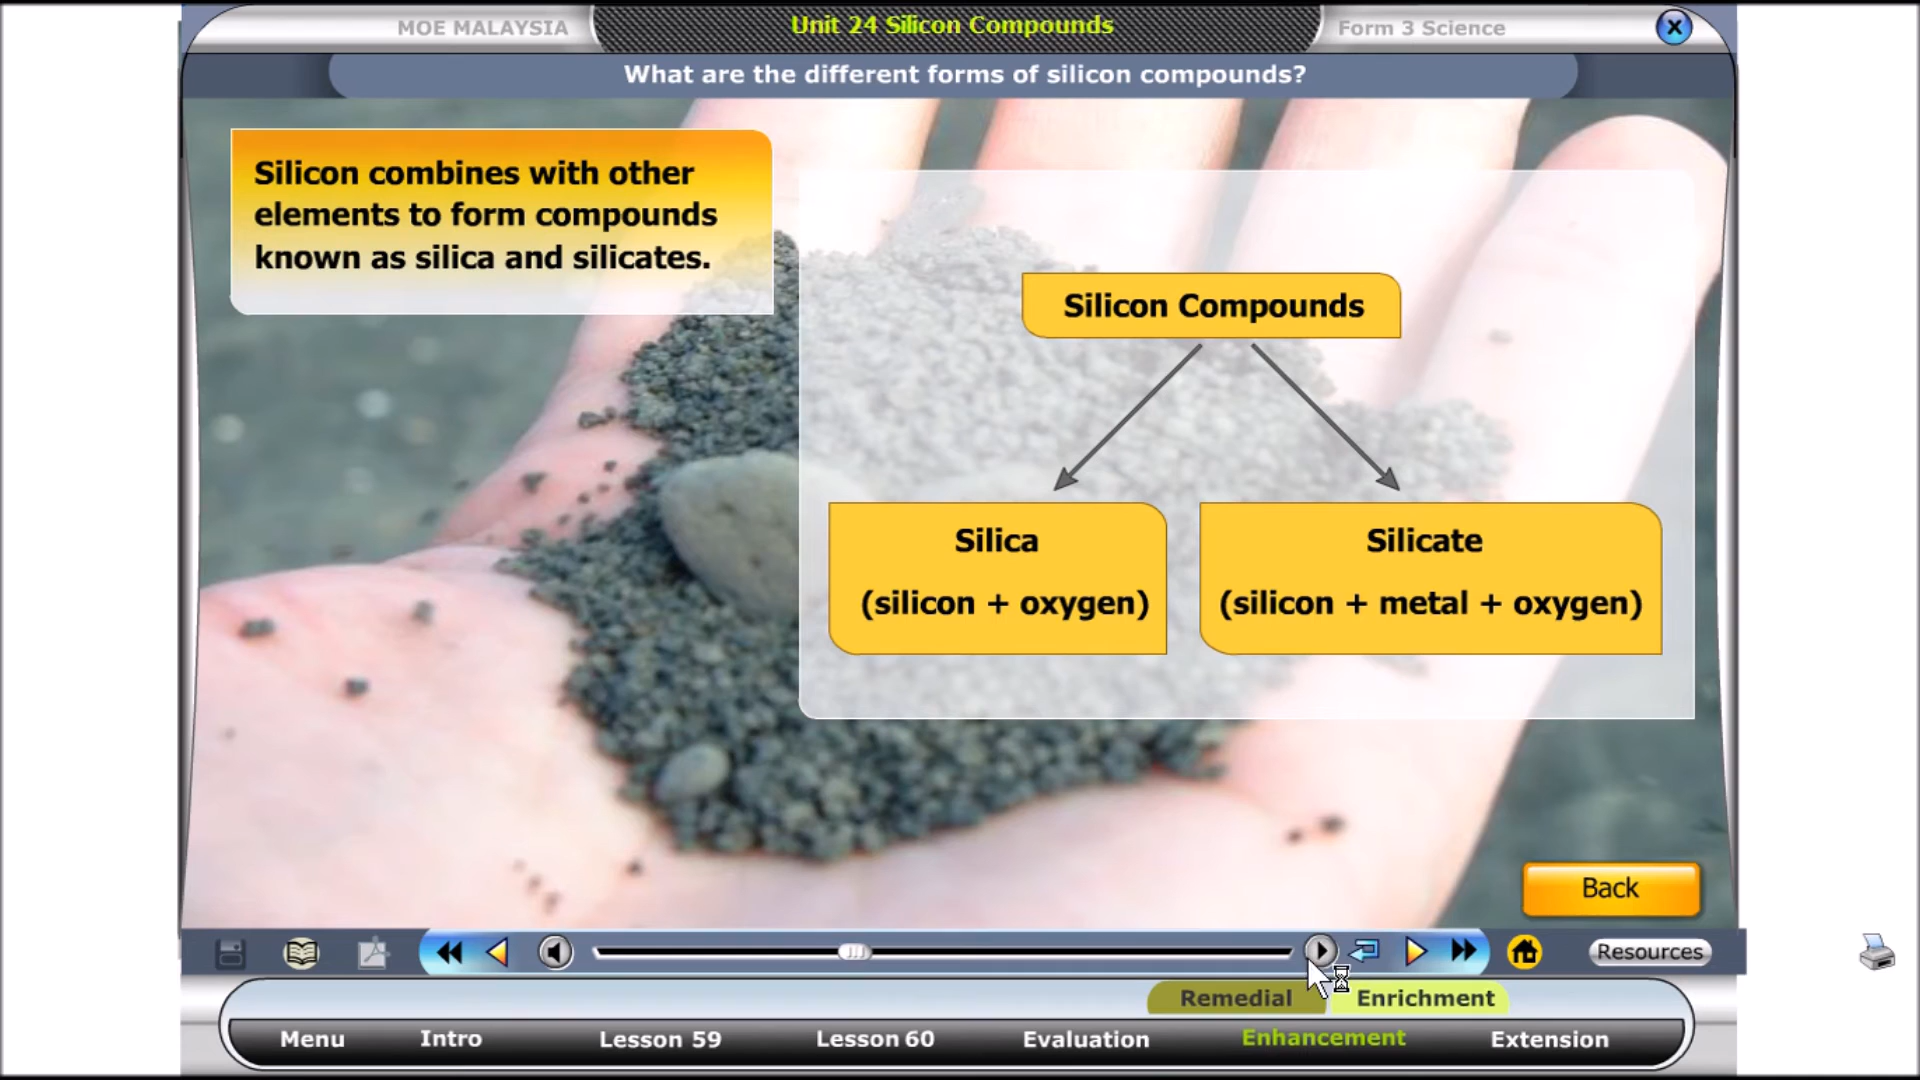 MOE MALAYSIA
Unit 24 Silicon Compounds
Form 3 Science
What are the different forms of silicon compounds?
Silicon combines with other
elements to form compounds
known as silica and silicates.
Silicon Compounds
Silica
(silicon + oxygen)
Silicate
(silicon + metal + oxygen)
Back
Resources
Remedial
Enrichment
Menu
Intro
Lesson 59
Lesson 60
Evaluation
Enhancement
Extension